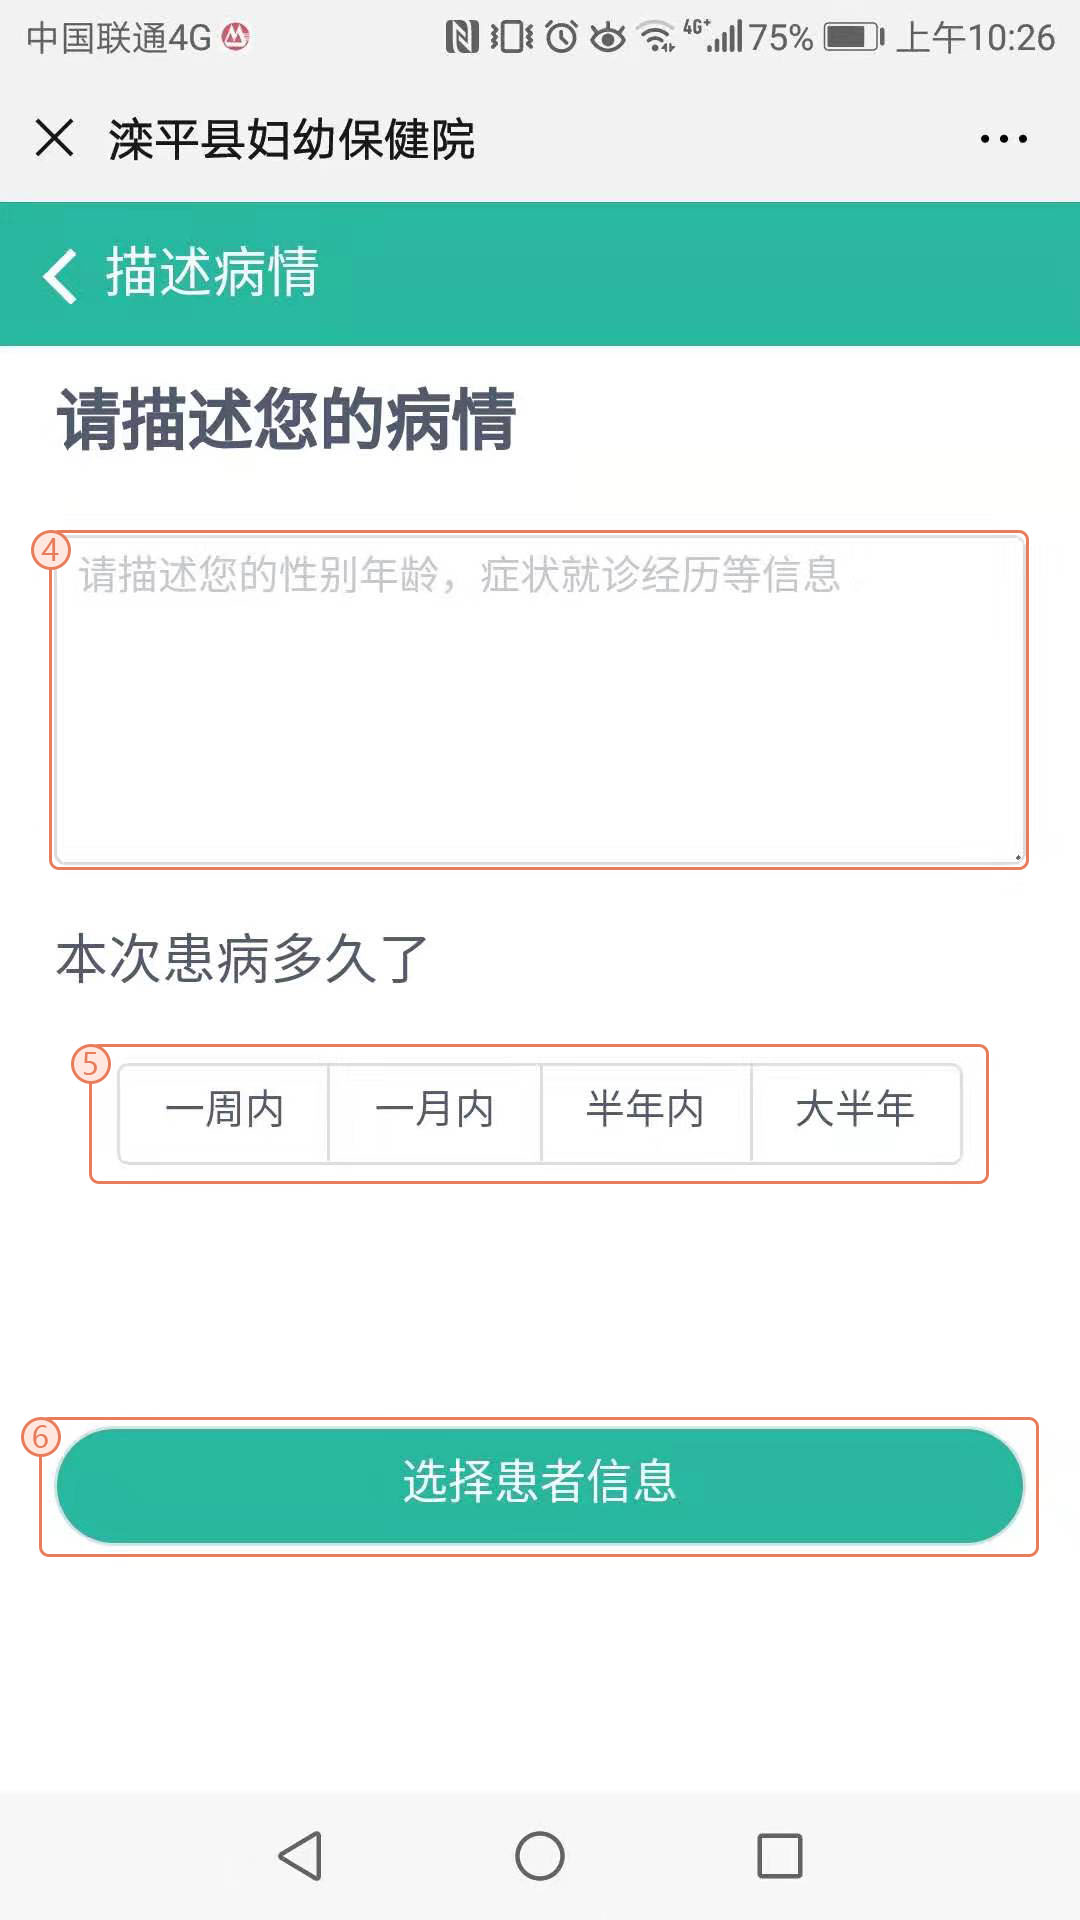 中国联通4G 4G+ 75% 上午10:26
滦平县妇幼保健院
描述病情
请描述您的病情
④
请描述您的性别年龄，症状就诊经历等信息
本次患病多久了
⑤
一周内 一月内 半年内 大半年
⑥
选择患者信息